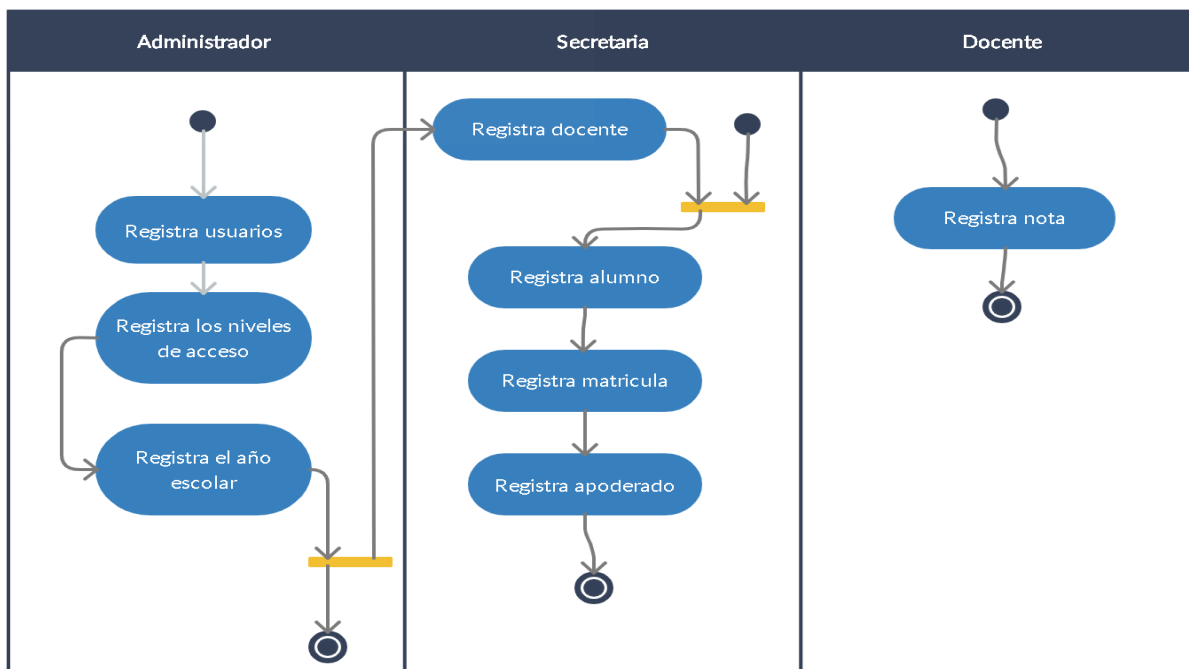 Administrador
Secretaria
Docente
Registra usuarios
Registra los niveles
de acceso
Registra el año
escolar
Registra docente
Registra alumno
Registra matricula
Registra apoderado
Registra nota